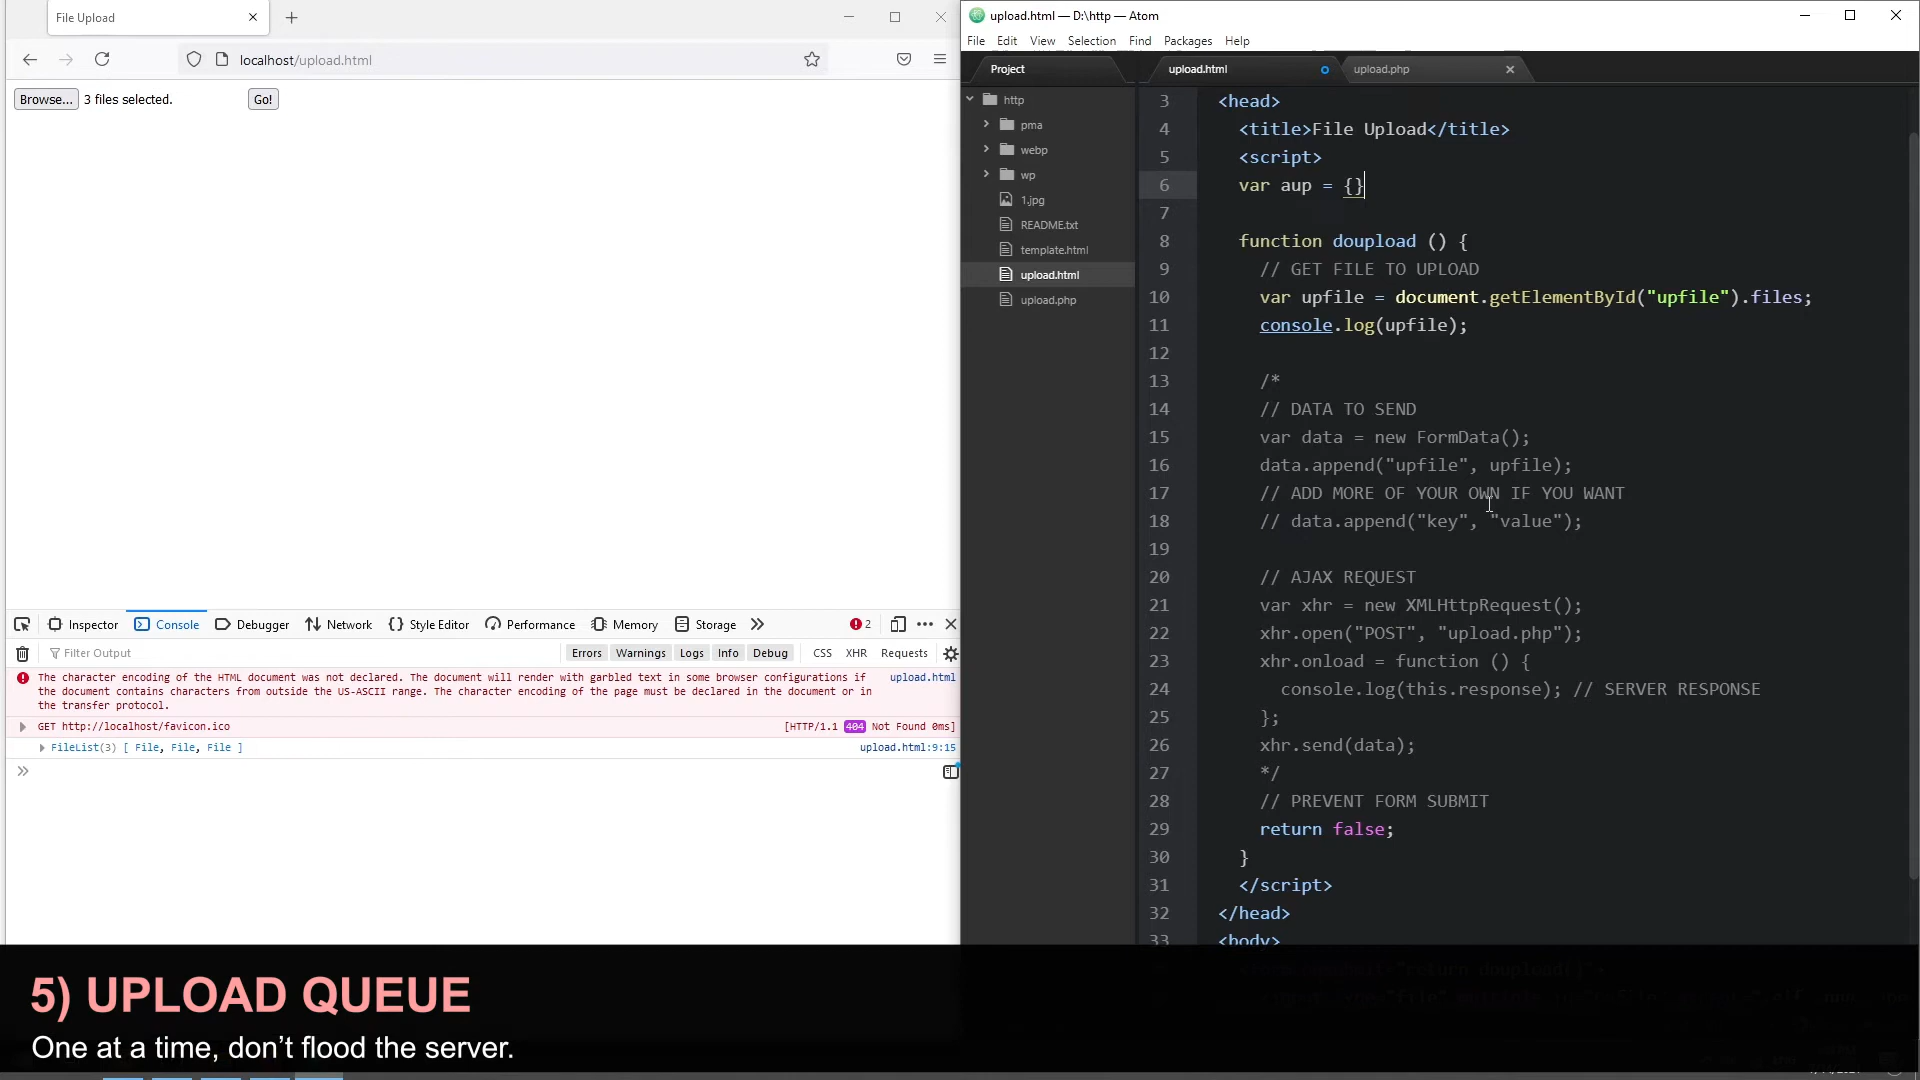 File Upload
localhost/upload.html
Browse... 3 files selected. Go!
Inspector Console Debugger Network Style Editor Performance Memory Storage 2
Filter Output Errors Warnings Logs Info Debug CSS XHR Requests
The character encoding of the HTML document was not declared. The document will render with garbled text in some browser configurations if upload.html
the document contains characters from outside the US-ASCII range. The character encoding of the page must be declared in the document or in
the transfer protocol.
GET http://localhost/favicon.ico [HTTP/1.1 404 Not Found 0ms]
FileList(3) [ File, File, File ] upload.html:9:15
upload.html — D:\http — Atom
File Edit View Selection Find Packages Help
Project
http
pma
webp
wp
1.jpg
README.txt
template.html
upload.html
upload.php
upload.html upload.php
3 <head>
4 <title>File Upload</title>
5 <script>
6 var aup = {}
7
8 function doupload () {
9 // GET FILE TO UPLOAD
10 var upfile = document.getElementById("upfile").files;
11 console.log(upfile);
12
13 /*
14 // DATA TO SEND
15 var data = new FormData();
16 data.append("upfile", upfile);
17 // ADD MORE OF YOUR OWN IF YOU WANT
18 // data.append("key", "value");
19
20 // AJAX REQUEST
21 var xhr = new XMLHttpRequest();
22 xhr.open("POST", "upload.php");
23 xhr.onload = function () {
24 console.log(this.response); // SERVER RESPONSE
25 };
26 xhr.send(data);
27 */
28 // PREVENT FORM SUBMIT
29 return false;
30 }
31 </script>
32 </head>
33 <body>
5) UPLOAD QUEUE
One at a time, don't flood the server.